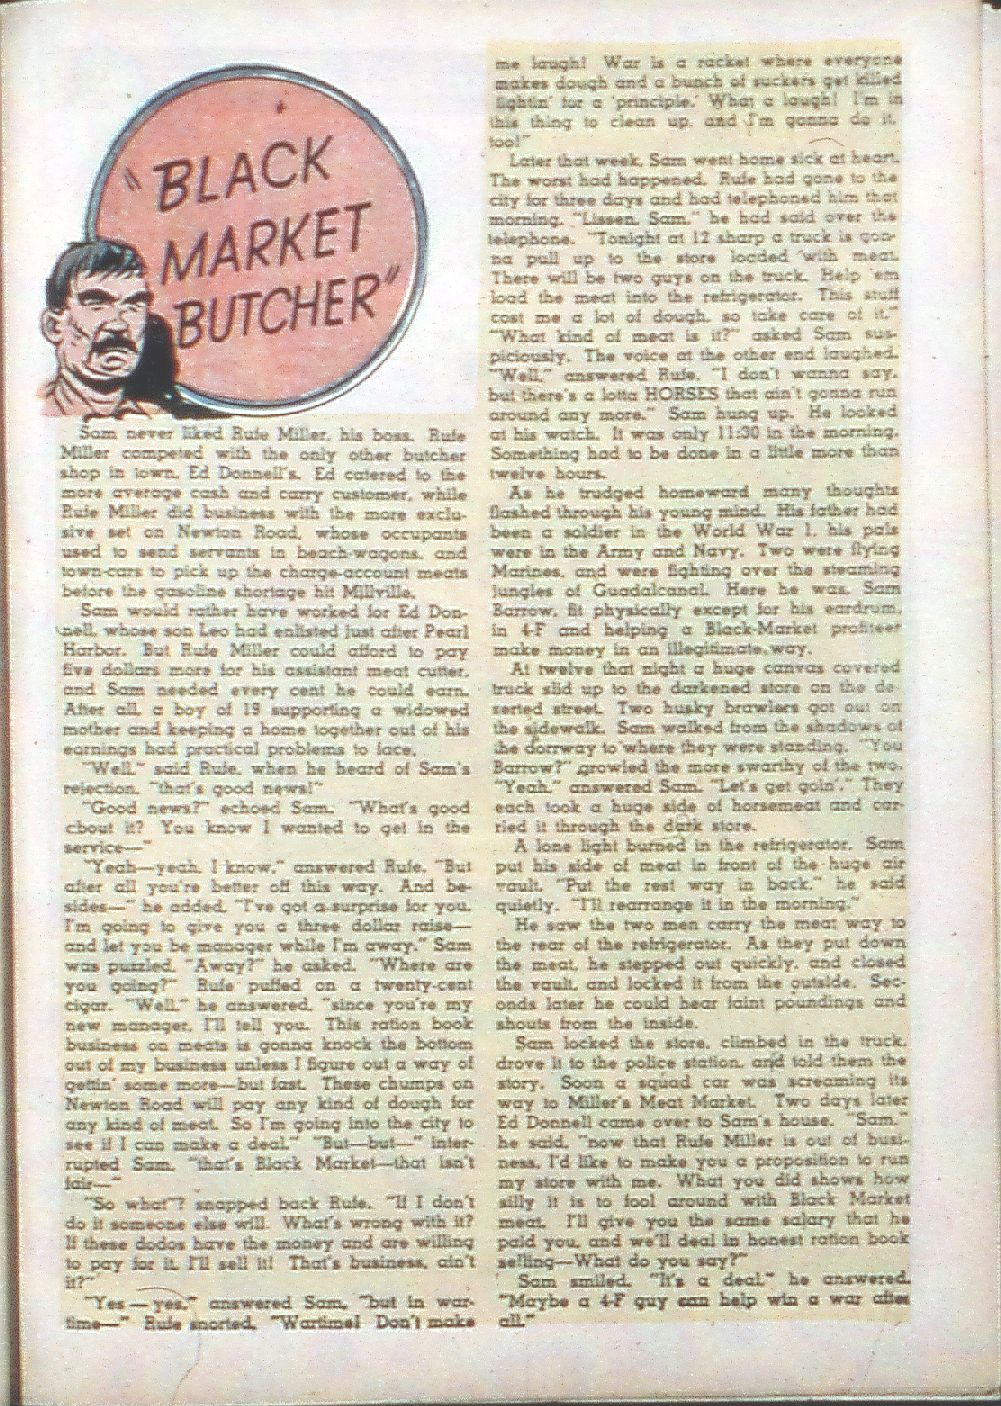 "BLACK
MARKET
BUTCHER"
Sam never liked Rufe Miller, his boss. Rufe
Miller competed with the only other butcher
shop in town, Ed Donnell's. Ed catered to the
more average cash and carry customer, while
Rufe Miller did business with the more exclu-
sive set on Newton Road, whose occupants
used to send servants in beach-wagons, and
town-cars to pick up the charge-account meats
before the gasoline shortage hit Millville.
Sam would rather have worked for Ed Don-
nell, whose son Leo had enlisted just after Pearl
Harbor. But Rufe Miller could afford to pay
five dollars more for his assistant meat cutter,
and Sam needed every cent he could earn.
After all, a boy of 19 supporting a widowed
mother and keeping a home together out of his
earnings had practical problems to face.
"Well," said Rufe, when he heard of Sam's
rejection, "that's good news!"
"Good news?" echoed Sam. "What's good
about it? You know I wanted to get in the
service—"
"Yeah—yeah, I know," answered Rufe. "But
after all you're better off this way. And be-
sides—" he added, "I've got a surprise for you.
I'm going to give you a three dollar raise—
and let you be manager while I'm away." Sam
was puzzled. "Away?" he asked. "Where are
you going?" Rufe puffed on a twenty-cent
cigar. "Well," he answered, "since you're my
new manager, I'll tell you. This ration book
business on meats is gonna knock the bottom
out of my business unless I figure out a way of
gettin' some more—but fast. These chumps on
Newton Road will pay any kind of dough for
any kind of meat. So I'm going into the city to
see if I can make a deal." "But—but—" inter-
rupted Sam, "that's Black Market—that isn't
fair—"
"So what"? snapped back Rufe. "If I don't
do it someone else will. What's wrong with it?
If these dodos have the money and are willing
to pay for it, I'll sell it! That's business, ain't
it?"
"Yes—yes," answered Sam, "but in war-
time—" Rufe snorted. "Wartime! Don't make
me laugh! War is a racket where everyone
makes dough and a bunch of suckers get killed
fightin' for a 'principle.' What a laugh! I'm in
this thing to clean up, and I'm gonna do it,
too!"
Later that week, Sam went home sick at heart.
The worst had happened. Rufe had gone to the
city for three days and had telephoned him that
morning. "Lissen, Sam," he had said over the
telephone. "Tonight at 12 sharp a truck is gon-
na pull up to the store loaded with meat.
There will be two guys on the truck. Help 'em
load the meat into the refrigerator. This stuff
cost me a lot of dough, so take care of it."
"What kind of meat is it?" asked Sam sus-
piciously. The voice at the other end laughed.
"Well," answered Rufe, "I don't wanna say,
but there's a lotta HORSES that ain't gonna run
around any more." Sam hung up. He looked
at his watch. It was only 11:30 in the morning.
Something had to be done in a little more than
twelve hours.
As he trudged homeward many thoughts
flashed through his young mind. His father had
been a soldier in the World War I, his pals
were in the Army and Navy. Two were flying
Marines, and were fighting over the steaming
jungles of Guadalcanal. Here he was, Sam
Barrow, fit physically except for his eardrum,
in 4-F and helping a Black-Market profiteer
make money in an illegitimate way.
At twelve that night a huge canvas covered
truck slid up to the darkened store on the de-
serted street. Two husky brawlers got out on
the sidewalk. Sam walked from the shadows of
the dorrway to where they were standing. "You
Barrow?" growled the more swarthy of the two.
"Yeah," answered Sam. "Let's get goin'." They
each took a huge side of horsemeat and car-
ried it through the dark store.
A lone light burned in the refrigerator. Sam
put his side of meat in front of the huge air
vault. "Put the rest way in back," he said
quietly. "I'll rearrange it in the morning."
He saw the two men carry the meat way to
the rear of the refrigerator. As they put down
the meat, he stepped out quickly, and closed
the vault, and locked it from the outside. Sec-
onds later he could hear faint poundings and
shouts from the inside.
Sam locked the store, climbed in the truck,
drove it to the police station, and told them the
story. Soon a squad car was screaming its
way to Miller's Meat Market. Two days later
Ed Donnell came over to Sam's house. "Sam,"
he said, "now that Rufe Miller is out of busi-
ness, I'd like to make you a proposition to run
my store with me. What you did shows how
silly it is to fool around with Black Market
meat. I'll give you the same salary that he
paid you, and we'll deal in honest ration book
selling—What do you say?"
Sam smiled. "It's a deal," he answered.
"Maybe a 4-F guy can help win a war after
all."